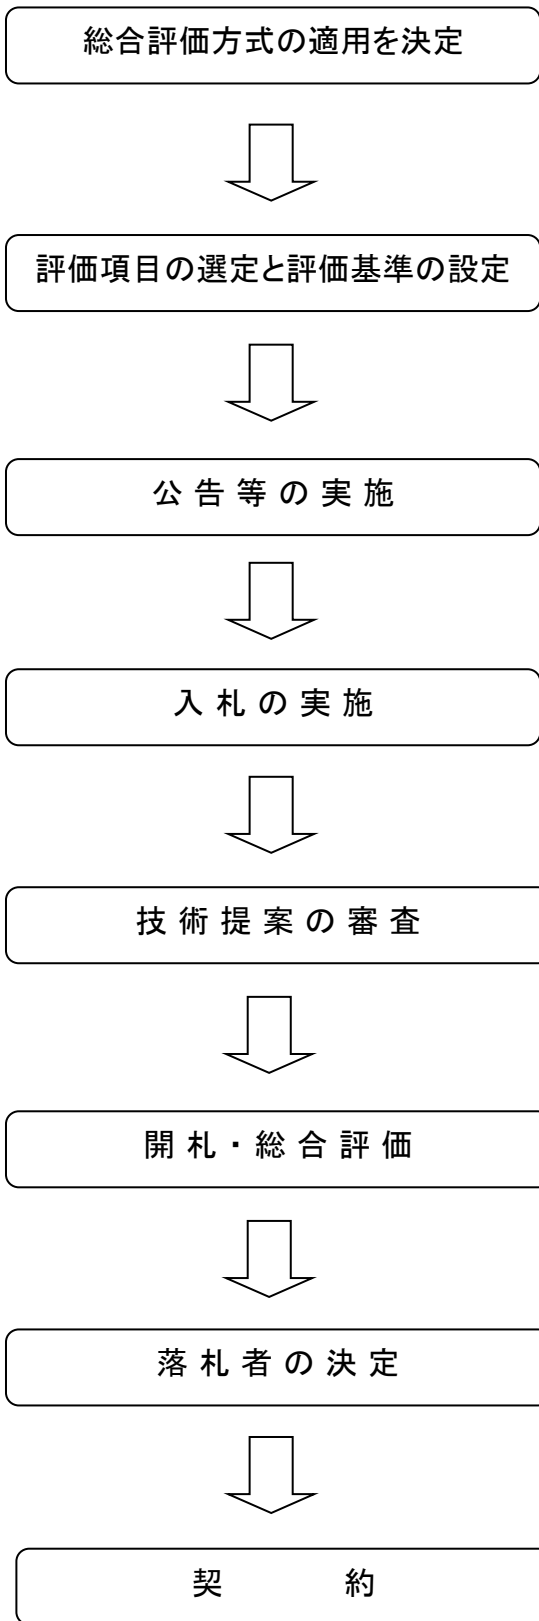 総合評価方式の適用を決定
評価項目の選定と評価基準の設定
公告等の実施
入札の実施
技術提案の審査
開札・総合評価
落札者の決定
契　　　約